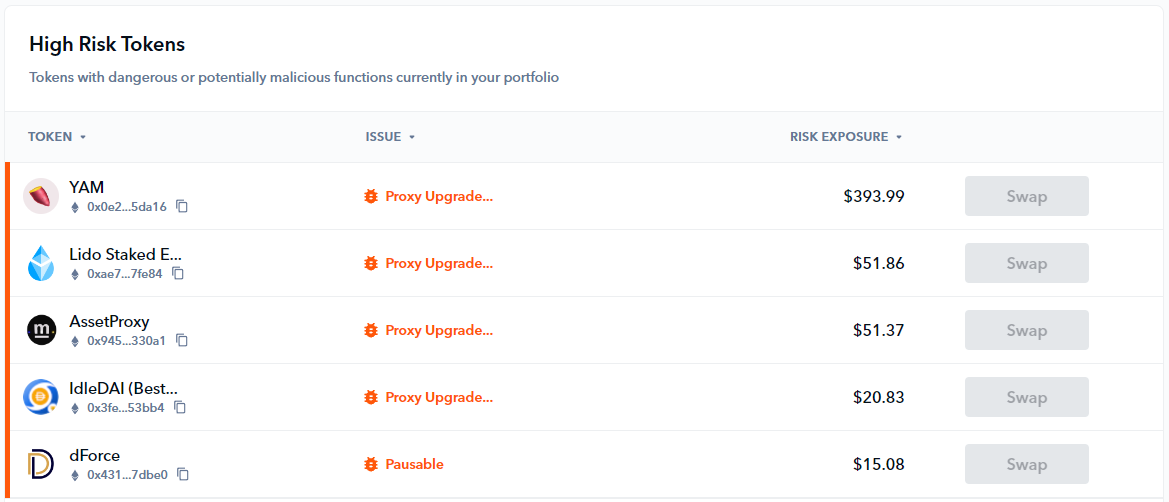 High Risk Tokens
Tokens with dangerous or potentially malicious functions currently in your portfolio
TOKEN ISSUE RISK EXPOSURE
YAM
0x0e2...5da16
Proxy Upgrade...
$393.99
Swap
Lido Staked E...
0xae7...7fe84
Proxy Upgrade...
$51.86
Swap
m
AssetProxy
0x945...330a1
Proxy Upgrade...
$51.37
Swap
IdleDAI (Best...
0x3fe...53bb4
Proxy Upgrade...
$20.83
Swap
dForce
0x431...7dbe0
Pausable
$15.08
Swap